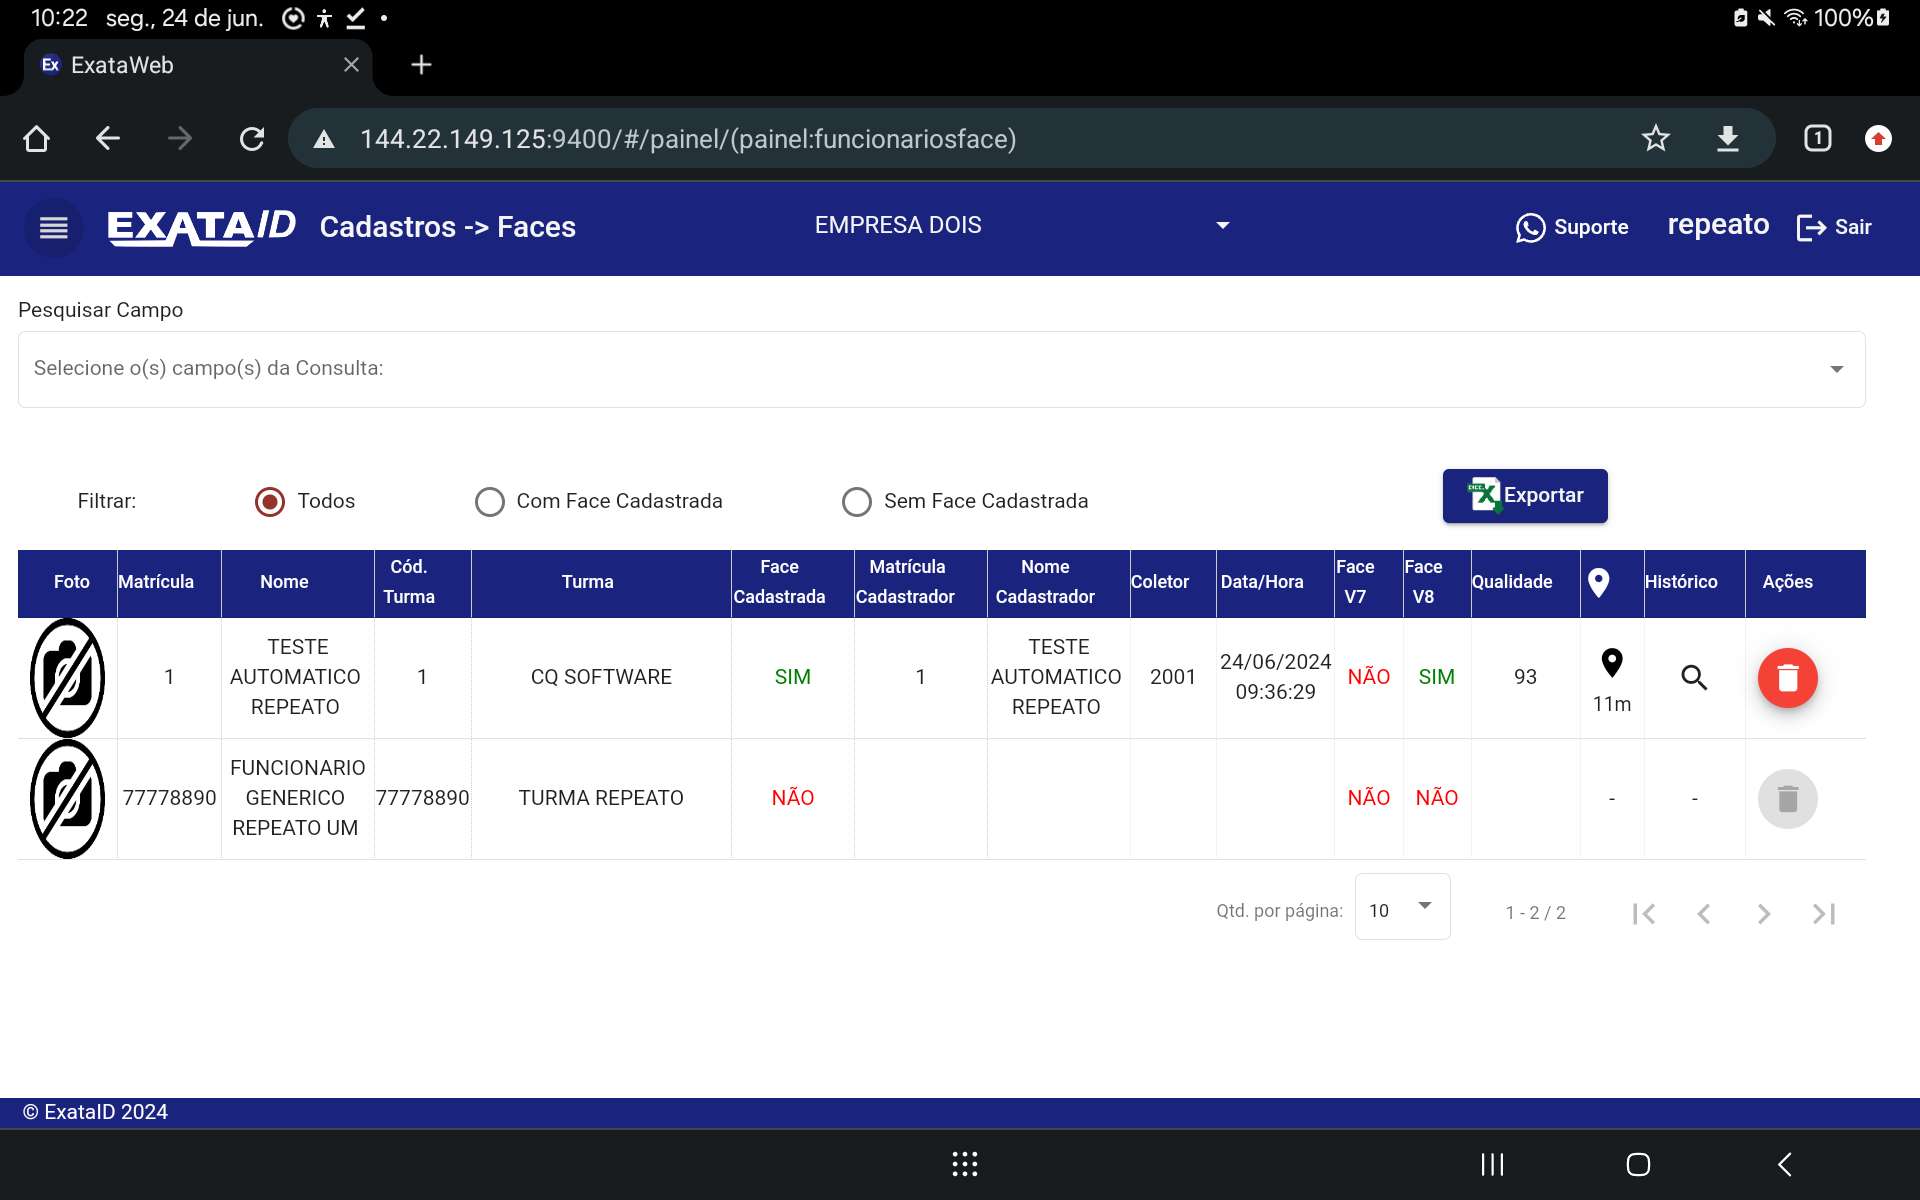 10:22 seg., 24 de jun. 100%
Ex ExataWeb
144.22.149.125:9400/#/painel/(painel:funcionariosface) 1
EXATAID Cadastros -> Faces EMPRESA DOIS Suporte repeato Sair
Pesquisar Campo
Selecione o(s) campo(s) da Consulta:
Filtrar: Todos Com Face Cadastrada Sem Face Cadastrada Exportar
Foto Matrícula Nome Cód. Turma Turma Face Cadastrada Matrícula Cadastrador Nome Cadastrador Coletor Data/Hora Face V7 Face V8 Qualidade Histórico Ações
1 TESTE AUTOMATICO REPEATO 1 CQ SOFTWARE SIM 1 TESTE AUTOMATICO REPEATO 2001 24/06/2024 09:36:29 NÃO SIM 93 11m
77778890 FUNCIONARIO GENERICO REPEATO UM 77778890 TURMA REPEATO NÃO NÃO NÃO - -
Qtd. por página: 10 1 - 2 / 2
© ExataID 2024